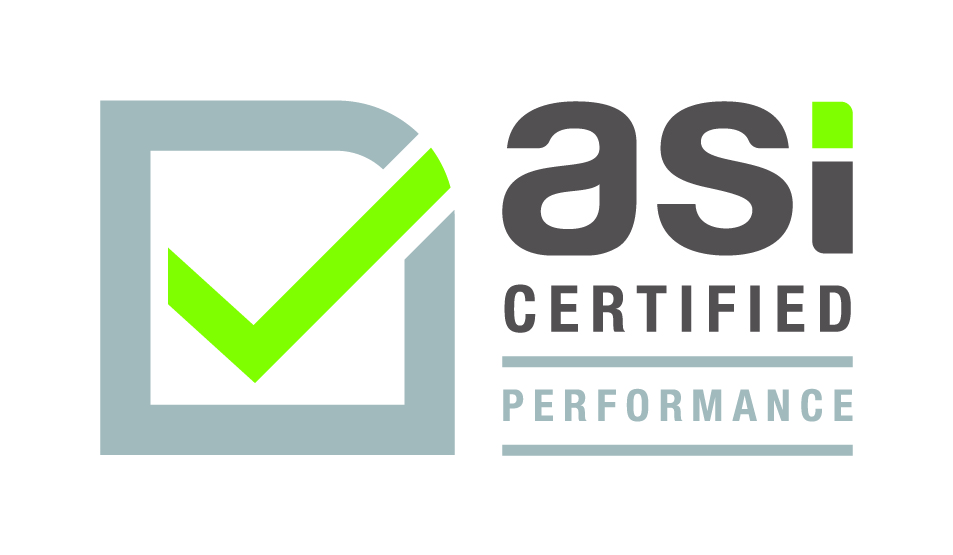 asi
CERTIFIED
PERFORMANCE